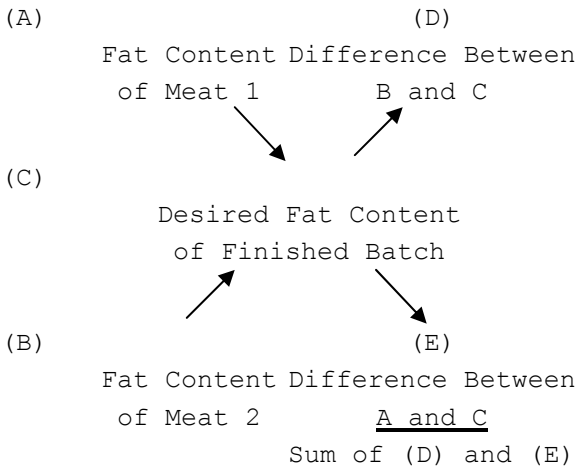 (A) (D)
Fat Content Difference Between
of Meat 1 B and C
(C)
Desired Fat Content
of Finished Batch
(B) (E)
Fat Content Difference Between
of Meat 2 A and C
Sum of (D) and (E)